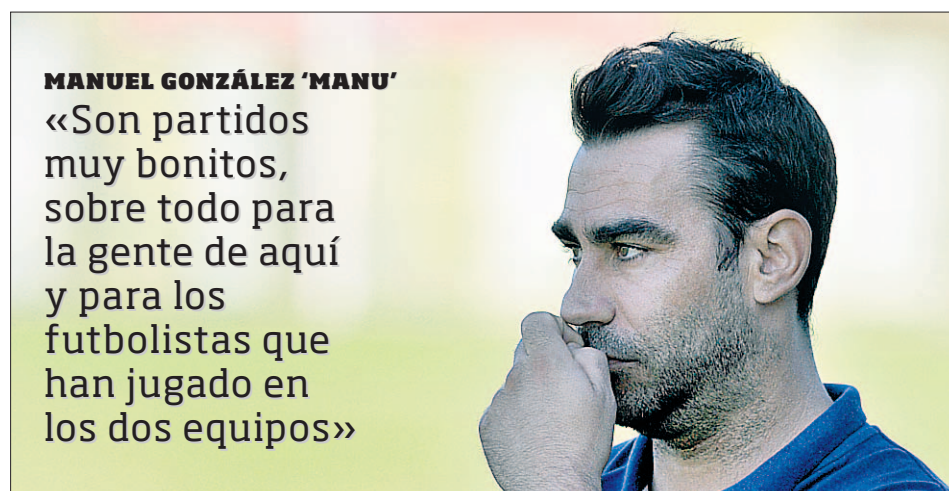 MANUEL GONZÁLEZ ‘MANU’
«Son partidos
muy bonitos,
sobre todo para
la gente de aquí
y para los
futbolistas que
han jugado en
los dos equipos»